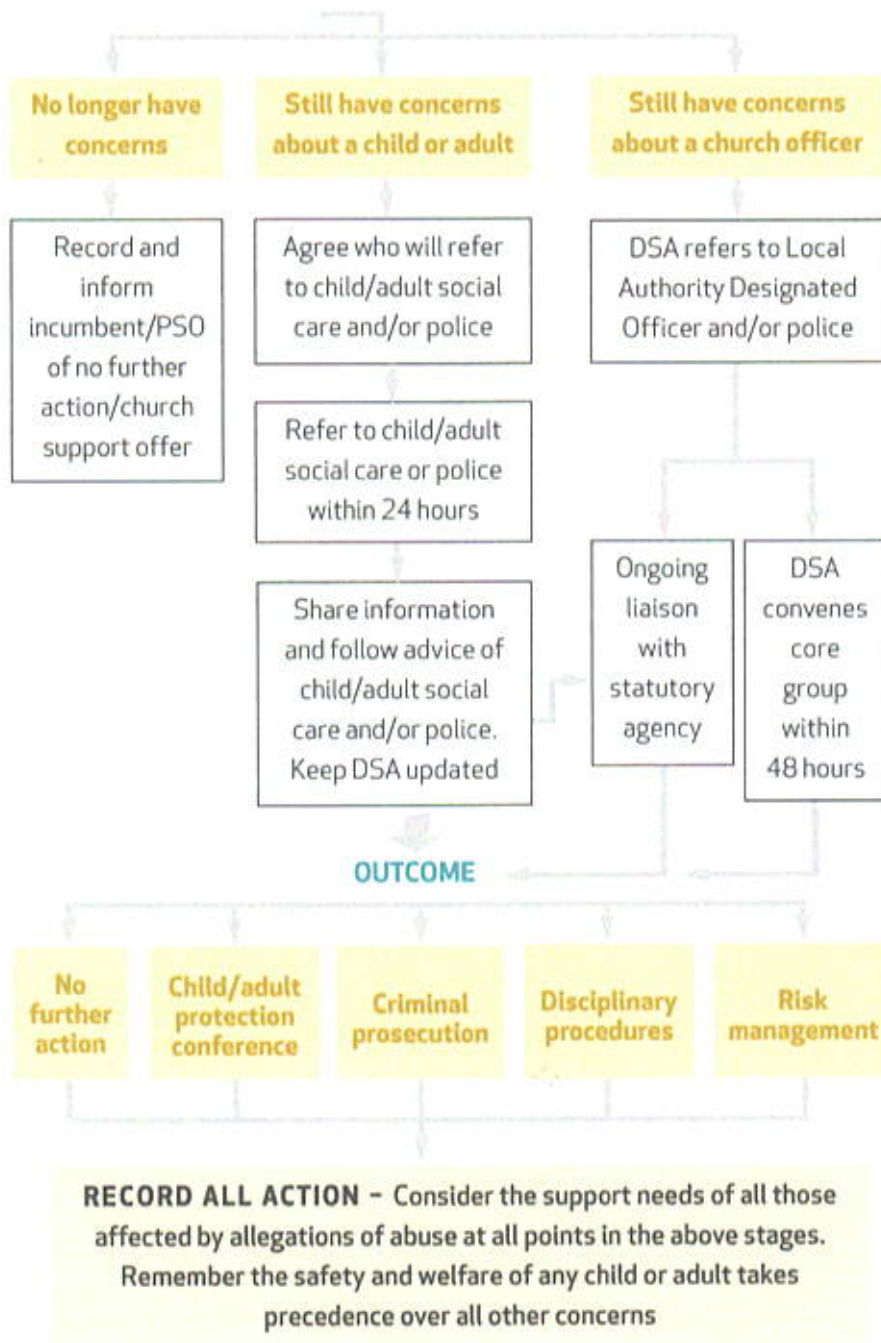 No longer have
concerns
Still have concerns
about a child or adult
Still have concerns
about a church officer
Record and
inform
incumbent/PSO
of no further
action/church
support offer
Agree who will refer
to child/adult social
care and/or police
DSA refers to Local
Authority Designated
Officer and/or police
Refer to child/adult
social care or police
within 24 hours
Share information
and follow advice of
child/adult social
care and/or police.
Keep DSA updated
Ongoing
liaison
with
statutory
agency
DSA
convenes
core
group
within
48 hours
OUTCOME
No
further
action
Child/adult
protection
conference
Criminal
prosecution
Disciplinary
procedures
Risk
management
RECORD ALL ACTION – Consider the support needs of all those
affected by allegations of abuse at all points in the above stages.
Remember the safety and welfare of any child or adult takes
precedence over all other concerns